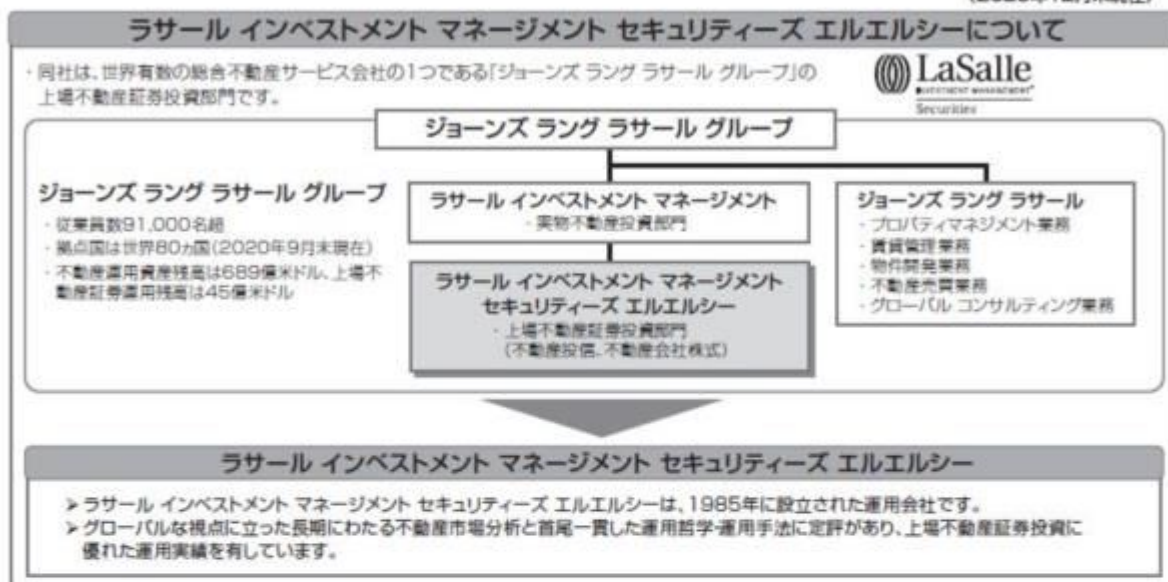 ラサール インベストメント マネージメント セキュリティーズ エルエルシーについて
・同社は、世界有数の総合不動産サービス会社の1つである「ジョーンズ ラング ラサール グループ」の
上場不動産証券投資部門です。
LaSalle
INVESTMENT MANAGEMENT
Securities
ジョーンズ ラング ラサール グループ
ジョーンズ ラング ラサール グループ
・従業員数91,000名超
・拠点国は世界80ヵ国(2020年9月末現在)
・不動産運用資産残高は689億米ドル、上場不
動産証券運用残高は45億米ドル
ラサール インベストメント マネージメント
・実物不動産投資部門
ラサール インベストメント マネージメント
セキュリティーズ エルエルシー
・上場不動産証券投資部門
(不動産投信、不動産会社株式)
ジョーンズ ラング ラサール
・プロパティマネジメント業務
・賃貸管理業務
・物件開発業務
・不動産売買業務
・グローバル コンサルティング業務
ラサール インベストメント マネージメント セキュリティーズ エルエルシー
➢ラサール インベストメント マネージメント セキュリティーズ エルエルシーは、1985年に設立された運用会社です。
➢グローバルな視点に立った長期にわたる不動産市場分析と首尾一貫した運用哲学・運用手法に定評があり、上場不動産証券投資に
優れた運用実績を有しています。